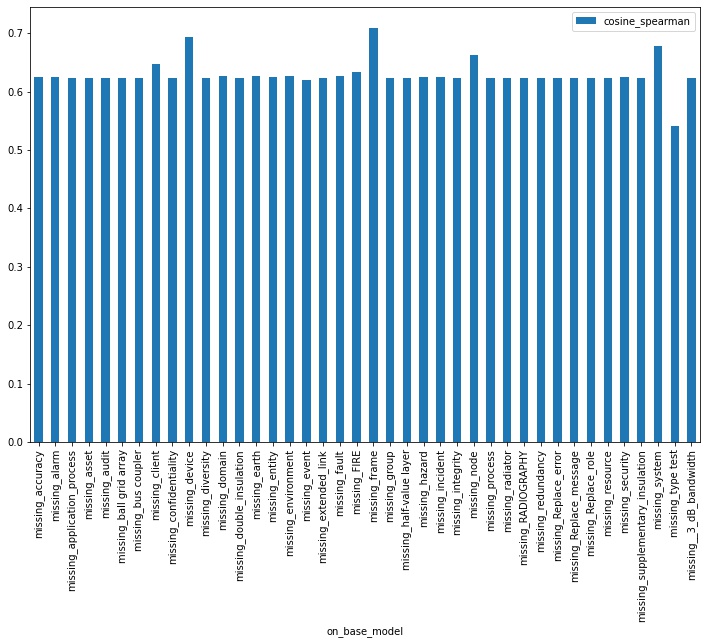 cosine_spearman
0.7
0.6
0.5
0.4
0.3
0.2
0.1
0.0
missing_accuracy
missing_alarm
missing_application_process
missing_asset
missing_audit
missing_ball grid array
missing_bus coupler
missing_client
missing_confidentiality
missing_device
missing_diversity
missing_domain
missing_double_insulation
missing_earth
missing_entity
missing_environment
missing_event
missing_extended_link
missing_fault
missing_FIRE
missing_frame
missing_group
missing_half-value layer
missing_hazard
missing_incident
missing_integrity
missing_node
missing_process
missing_radiator
missing_RADIOGRAPHY
missing_redundancy
missing_Replace_error
missing_Replace_message
missing_Replace_role
missing_resource
missing_security
missing_supplementary_insulation
missing_system
missing_type test
missing__3_dB_bandwidth
on_base_model